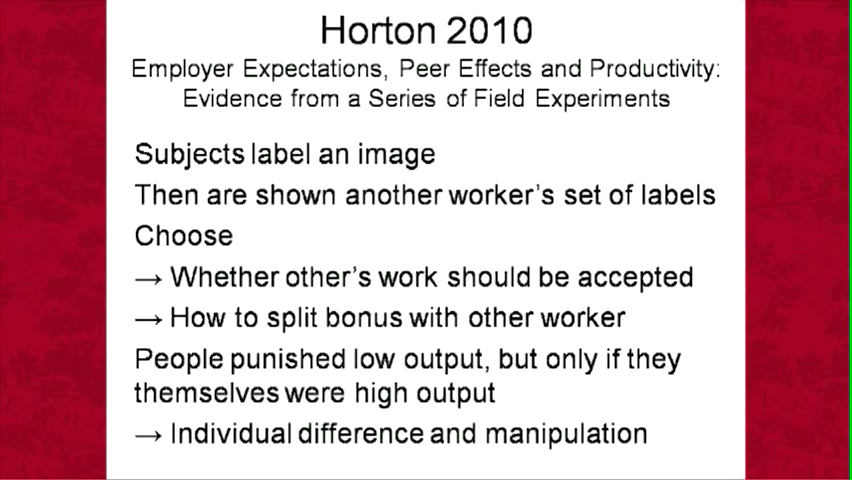 Horton 2010
Employer Expectations, Peer Effects and Productivity:
Evidence from a Series of Field Experiments
Subjects label an image
Then are shown another worker's set of labels
Choose
→ Whether other's work should be accepted
→ How to split bonus with other worker
People punished low output, but only if they
themselves were high output
→ Individual difference and manipulation